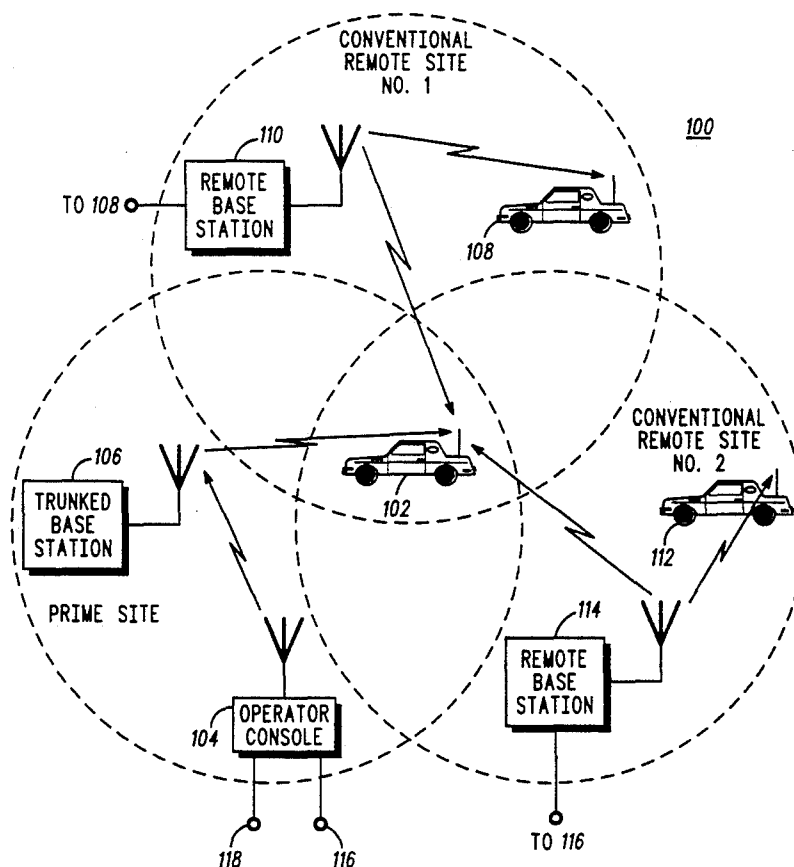 CONVENTIONAL
REMOTE SITE
NO. 1
100
110
REMOTE
BASE
STATION
TO 108
108
CONVENTIONAL
REMOTE SITE
NO. 2
106
TRUNKED
BASE
STATION
102
112
PRIME SITE
114
REMOTE
BASE
STATION
104
OPERATOR
CONSOLE
118
116
TO 116